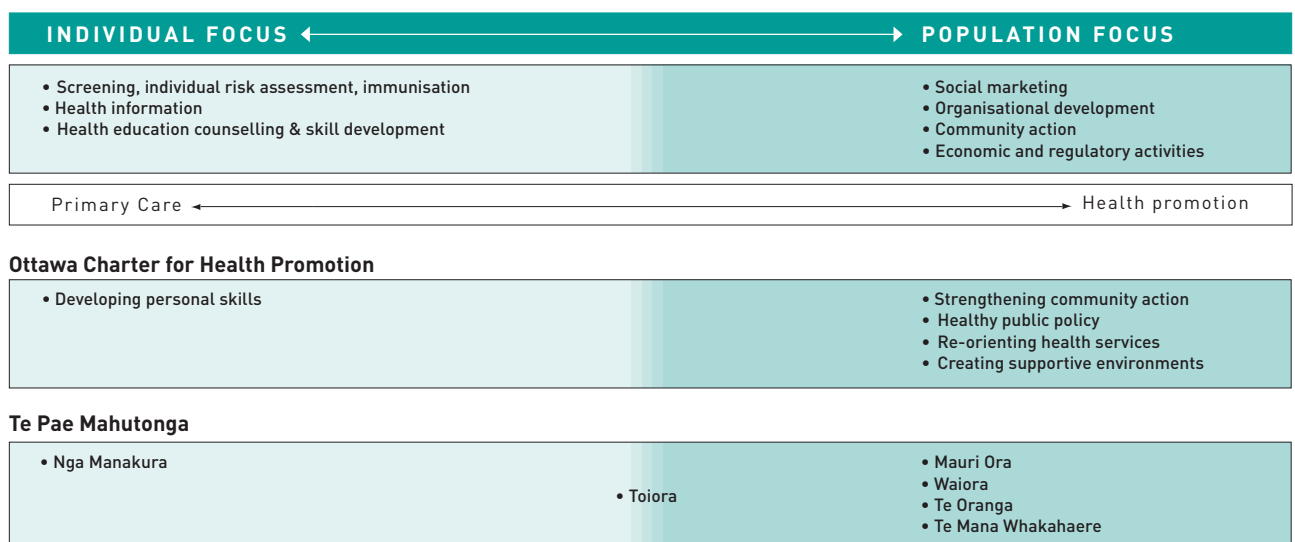 INDIVIDUAL FOCUS POPULATION FOCUS
• Screening, individual risk assessment, immunisation
• Health information
• Health education counselling & skill development
• Social marketing
• Organisational development
• Community action
• Economic and regulatory activities
Primary Care Health promotion
Ottawa Charter for Health Promotion
• Developing personal skills
• Strengthening community action
• Healthy public policy
• Re-orienting health services
• Creating supportive environments
Te Pae Mahutonga
• Nga Manakura
• Toiora
• Mauri Ora
• Waiora
• Te Oranga
• Te Mana Whakahaere